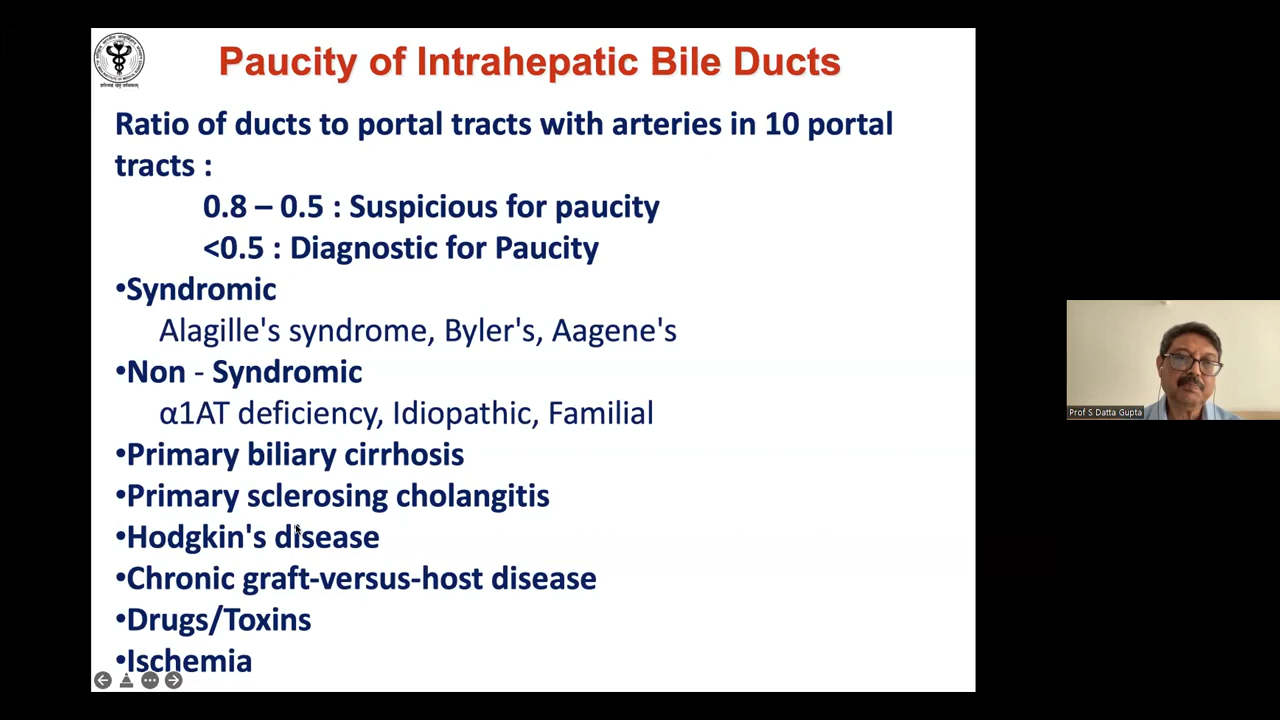 Paucity of Intrahepatic Bile Ducts
Ratio of ducts to portal tracts with arteries in 10 portal
tracts :
0.8 – 0.5 : Suspicious for paucity
<0.5 : Diagnostic for Paucity
•Syndromic
Alagille's syndrome, Byler's, Aagene's
•Non - Syndromic
α1AT deficiency, Idiopathic, Familial
•Primary biliary cirrhosis
•Primary sclerosing cholangitis
•Hodgkin's disease
•Chronic graft-versus-host disease
•Drugs/Toxins
•Ischemia
Prof S Datta Gupta